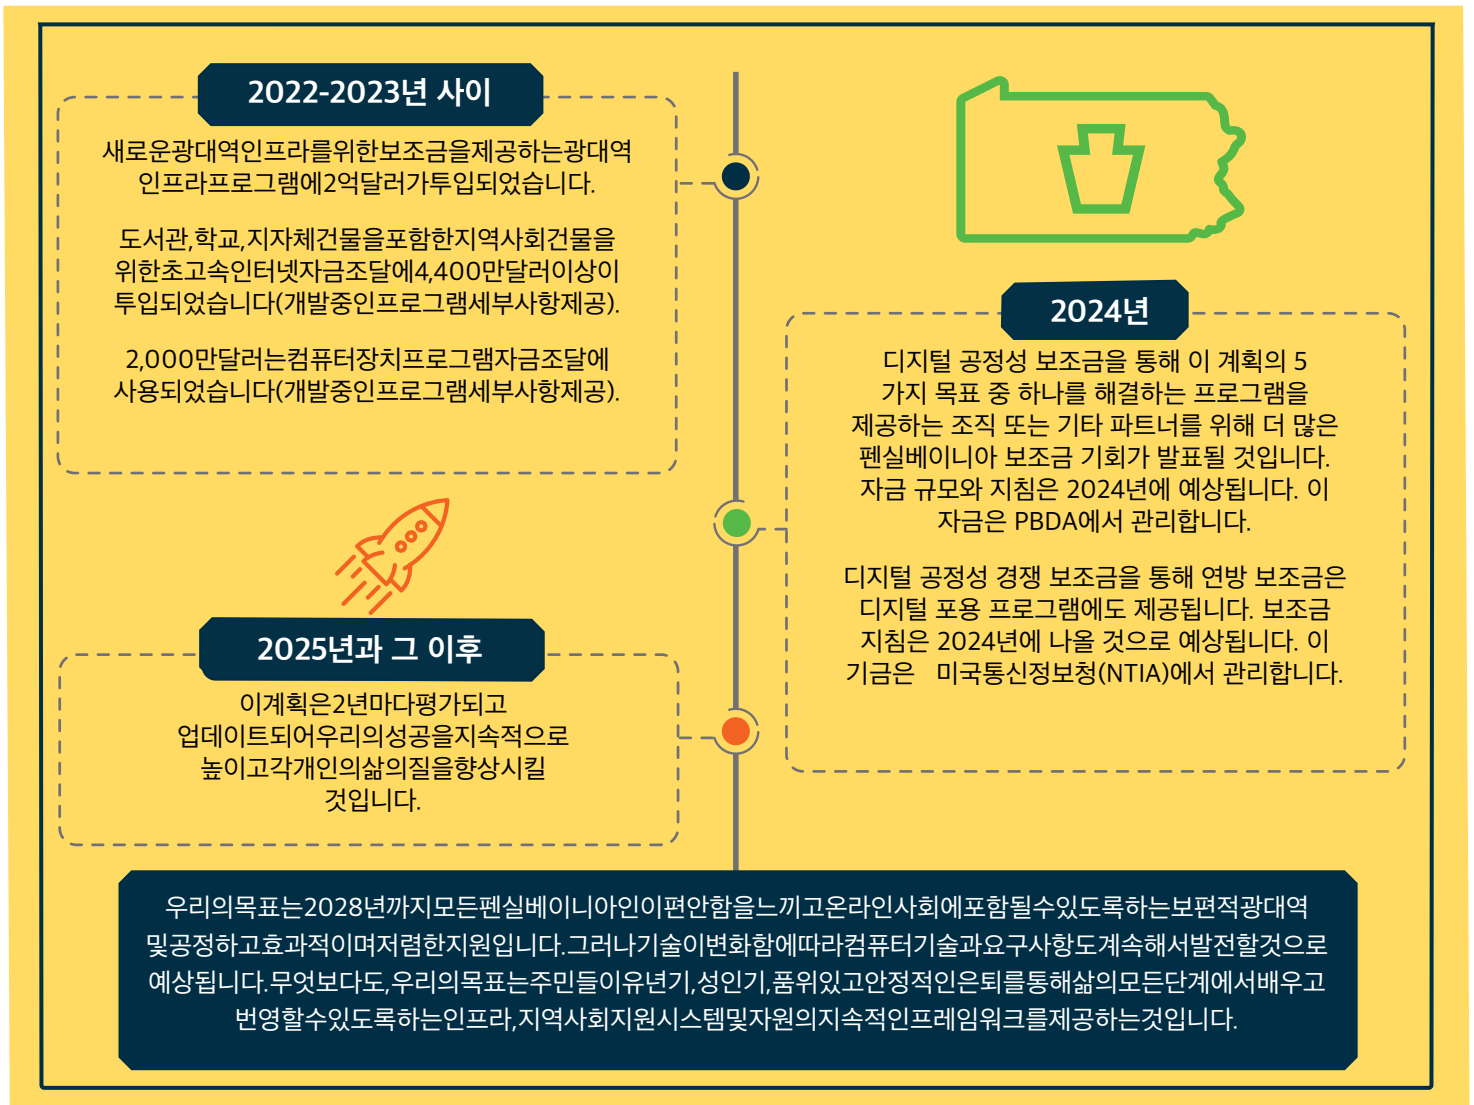 2022-2023년 사이
새로운광대역인프라를위한보조금을제공하는광대역
인프라프로그램에2억달러가투입되었습니다.
도서관,학교,지자체건물을포함한지역사회건물을
위한초고속인터넷자금조달에4,400만달러이상이
투입되었습니다(개발중인프로그램세부사항제공).
2,000만달러는컴퓨터장치프로그램자금조달에
사용되었습니다(개발중인프로그램세부사항제공).
2024년
디지털 공정성 보조금을 통해 이 계획의 5
가지 목표 중 하나를 해결하는 프로그램을
제공하는 조직 또는 기타 파트너를 위해 더 많은
펜실베이니아 보조금 기회가 발표될 것입니다.
자금 규모와 지침은 2024년에 예상됩니다. 이
자금은 PBDA에서 관리합니다.
디지털 공정성 경쟁 보조금을 통해 연방 보조금은
디지털 포용 프로그램에도 제공됩니다. 보조금
지침은 2024년에 나올 것으로 예상됩니다. 이
기금은 미국통신정보청(NTIA)에서 관리합니다.
2025년과 그 이후
이계획은2년마다평가되고
업데이트되어우리의성공을지속적으로
높이고각개인의삶의질을향상시킬
것입니다.
우리의목표는2028년까지모든펜실베이니아인이편안함을느끼고온라인사회에포함될수있도록하는보편적광대역
및공정하고효과적이며저렴한지원입니다.그러나기술이변화함에따라컴퓨터기술과요구사항도계속해서발전할것으로
예상됩니다.무엇보다도,우리의목표는주민들이유년기,성인기,품위있고안정적인은퇴를통해삶의모든단계에서배우고
번영할수있도록하는인프라,지역사회지원시스템및자원의지속적인프레임워크를제공하는것입니다.